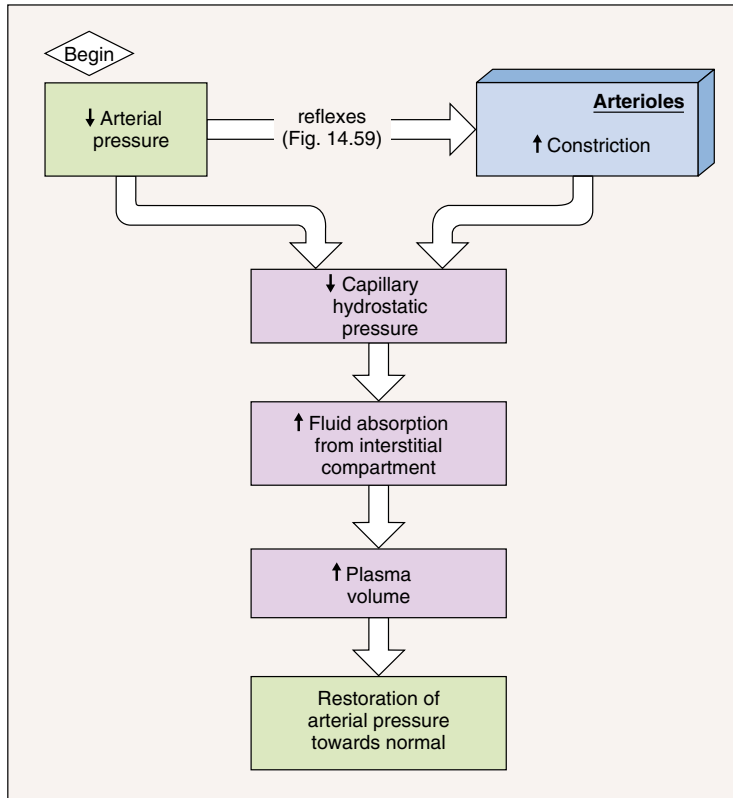 Begin
↓ Arterial
pressure
reflexes
(Fig. 14.59)
Arterioles
↑ Constriction
↓ Capillary
hydrostatic
pressure
↑ Fluid absorption
from interstitial
compartment
↑ Plasma
volume
Restoration of
arterial pressure
towards normal